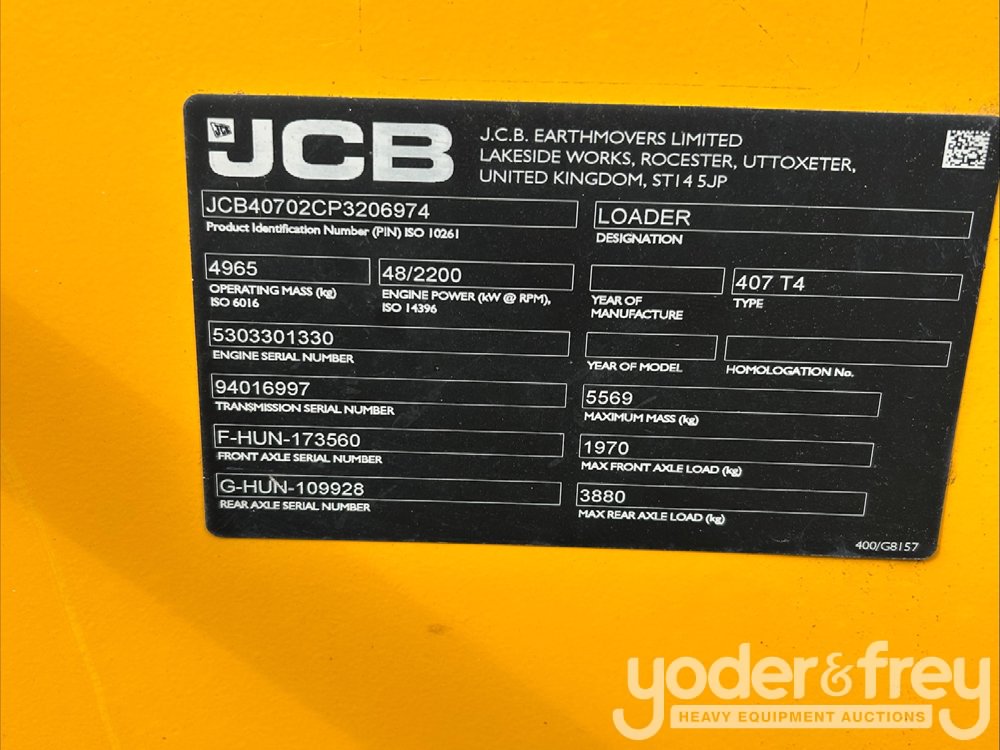 JCB
J.C.B. EARTHMOVERS LIMITED
LAKESIDE WORKS, ROCESTER, UTTOXETER,
UNITED KINGDOM, ST14 5JP
JCB40702CP3206974
Product Identification Number (PIN) ISO 10261
LOADER
DESIGNATION
4965
OPERATING MASS (kg)
ISO 6016
48/2200
ENGINE POWER (kW @ RPM),
ISO 14396
YEAR OF
MANUFACTURE
407 T4
TYPE
5303301330
ENGINE SERIAL NUMBER
YEAR OF MODEL
HOMOLOGATION No.
94016997
TRANSMISSION SERIAL NUMBER
5569
MAXIMUM MASS (kg)
F-HUN-173560
FRONT AXLE SERIAL NUMBER
1970
MAX FRONT AXLE LOAD (kg)
G-HUN-109928
REAR AXLE SERIAL NUMBER
3880
MAX REAR AXLE LOAD (kg)
400/G8157
yoder&frey
HEAVY EQUIPMENT AUCTIONS